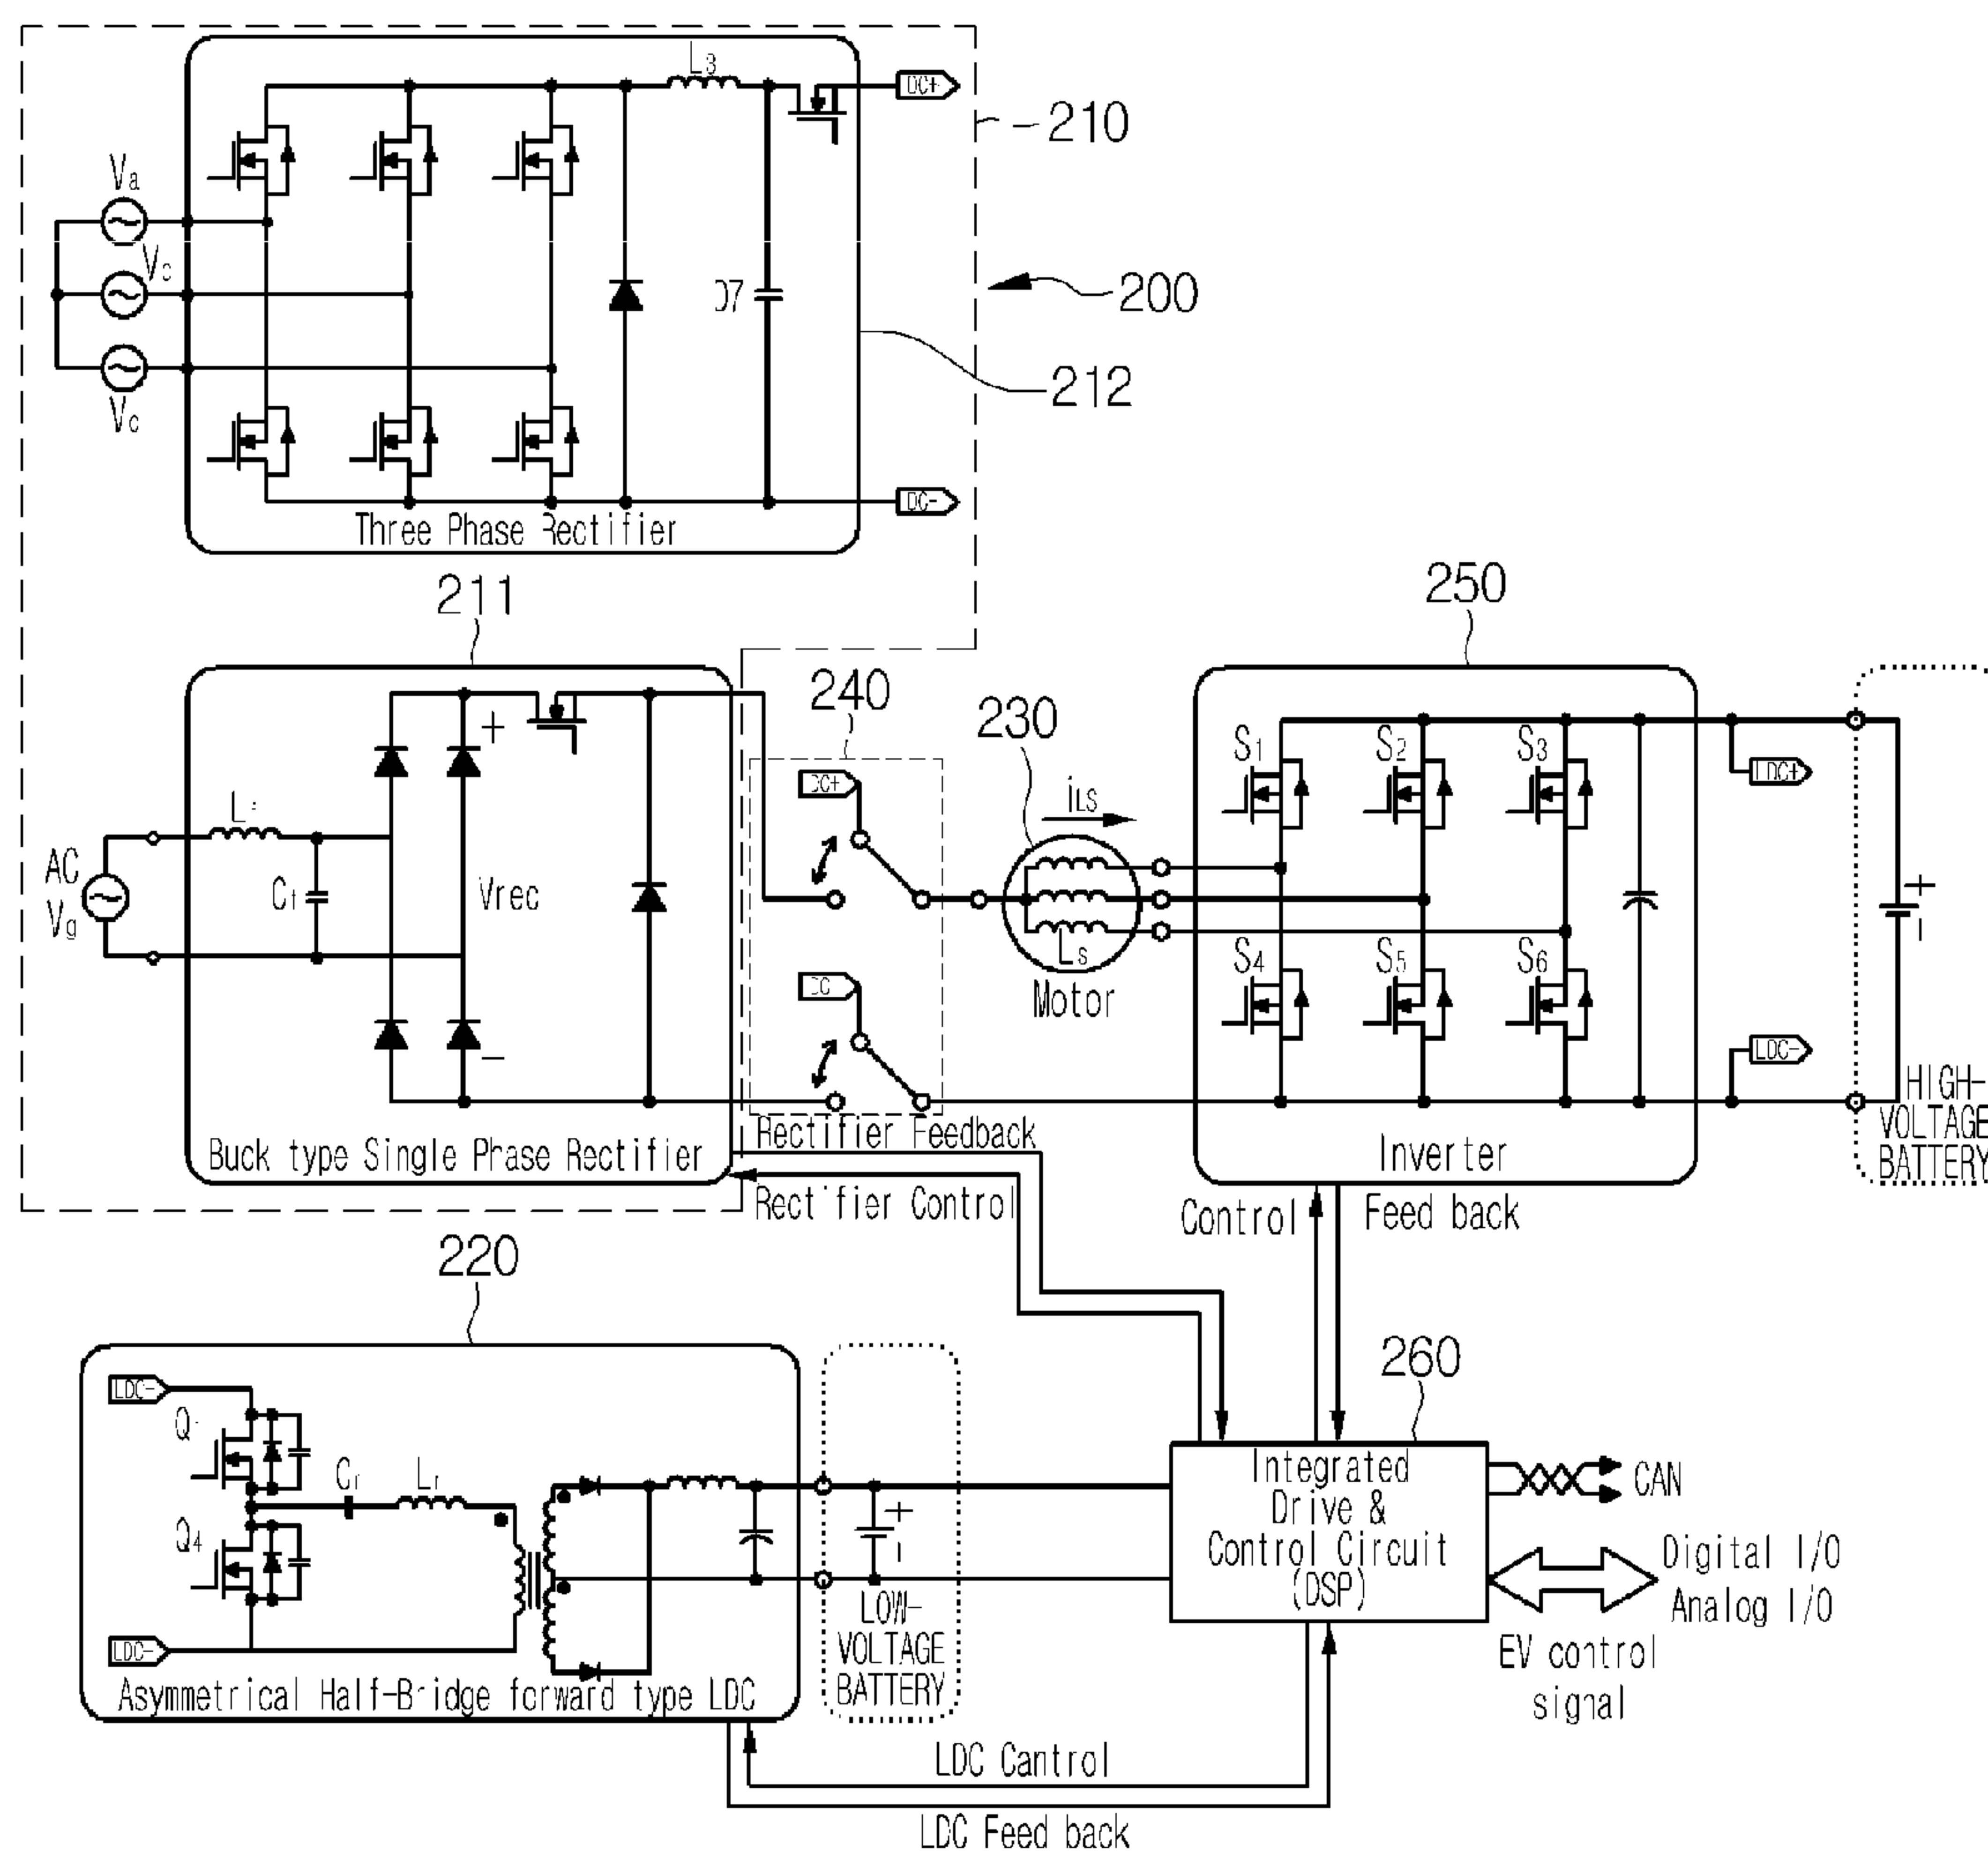 L3
DC+
210
Va
200
Vc
212
DC-
Three Phase Rectifier
211
250
240
230
+
S1
S2
S3
DC+
LDC+
iLS
AC
Vg
Vrec
+
-
Ls
S4
S5
S6
Motor
-
LDC-
HIGH-
VOLTAGE
BATTERY
Rectifier Feedback
Buck type Single Phase Rectifier
Inverter
Rectifier Control
Control
Feed back
220
260
LDC-
Cr
Lr
Integrated
Drive &
Control Circuit
(DSP)
CAN
Q4
+
-
Digital I/O
Analog I/O
LOW-
VOLTAGE
BATTERY
EV control
signal
LDC-
Asymmetrical Half-Bridge forward type LDC
LDC Cantrol
LDC Feed back